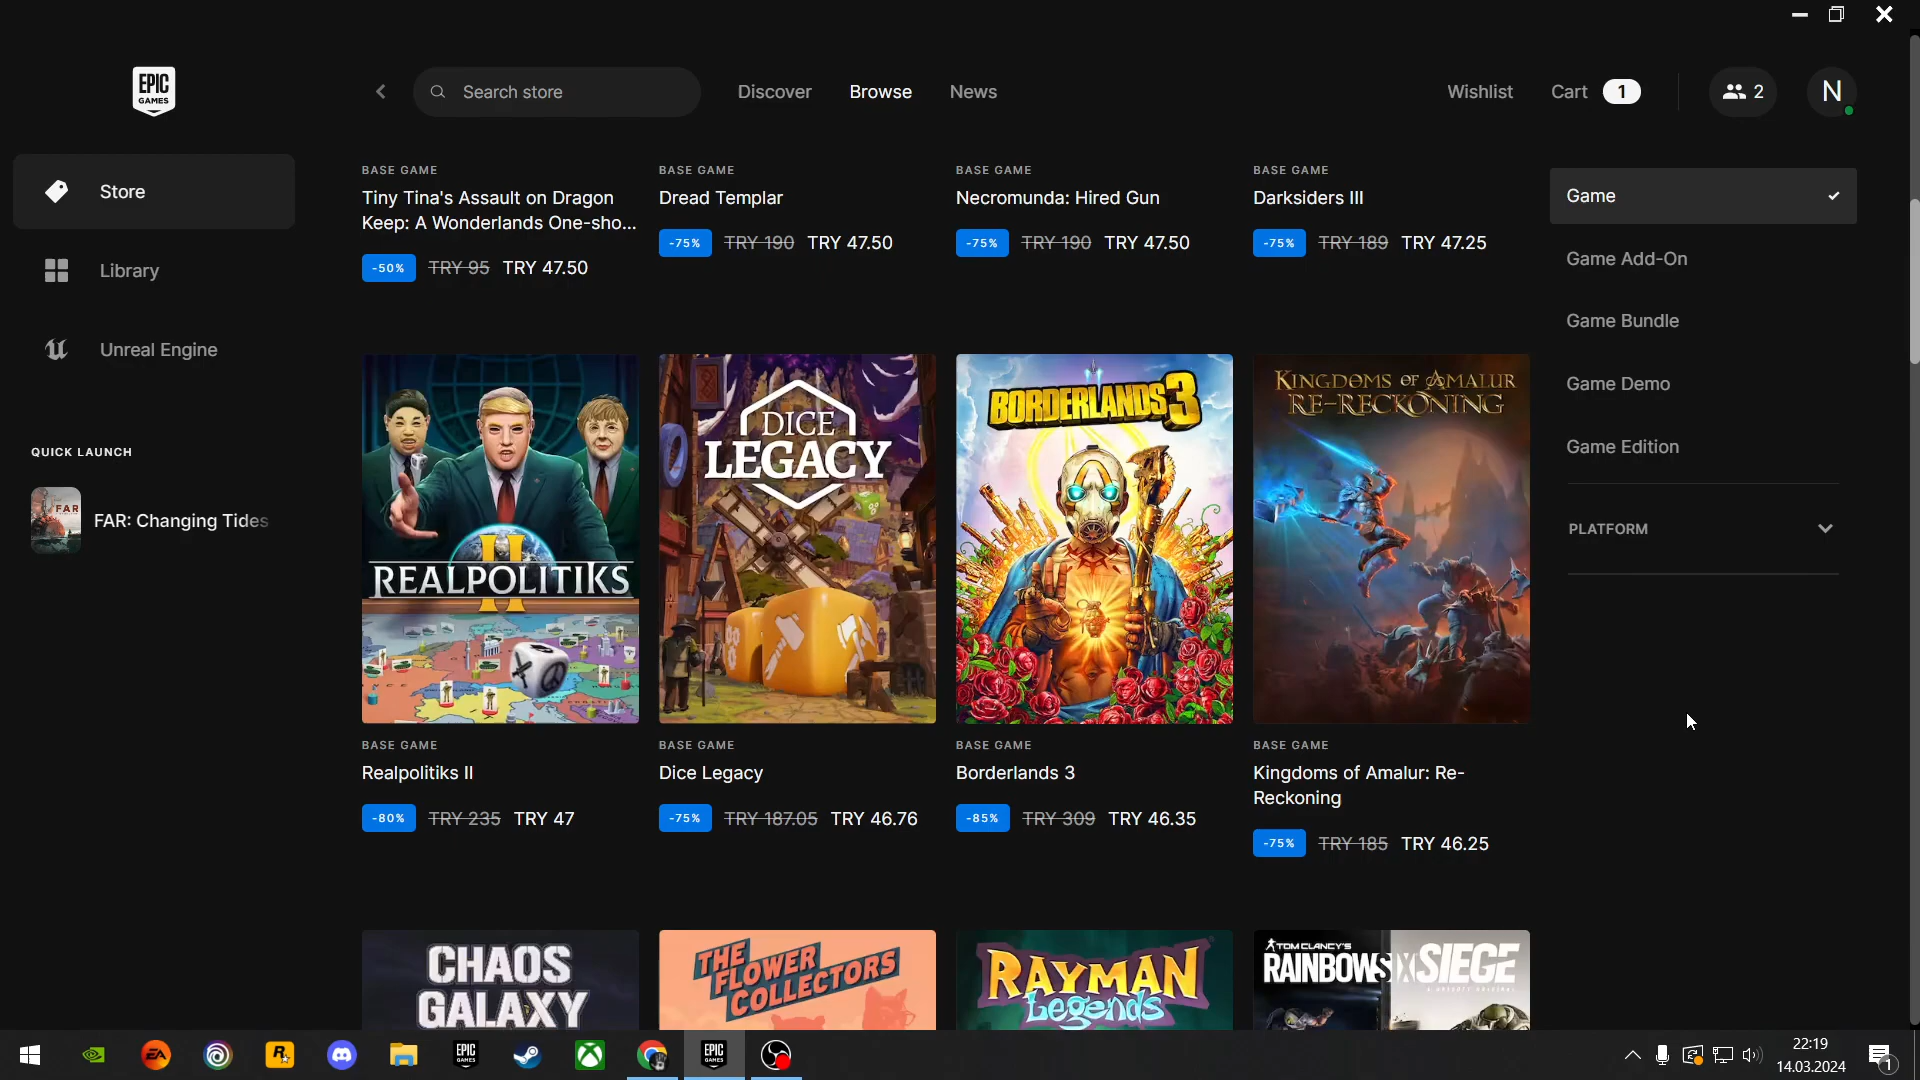 EPIC
GAMES
Search store
Discover
Browse
News
Wishlist
Cart
1
2
N
Store
Library
Unreal Engine
QUICK LAUNCH
FAR
FAR: Changing Tides
BASE GAME
Tiny Tina's Assault on Dragon
Keep: A Wonderlands One-sho...
-50% TRY 95 TRY 47.50
BASE GAME
Dread Templar
-75% TRY 190 TRY 47.50
BASE GAME
Necromunda: Hired Gun
-75% TRY 190 TRY 47.50
BASE GAME
Darksiders III
-75% TRY 189 TRY 47.25
REALPOLITIKS
II
BASE GAME
Realpolitiks II
-80% TRY 235 TRY 47
DICE
LEGACY
BASE GAME
Dice Legacy
-75% TRY 187.05 TRY 46.76
BORDERLANDS 3
BASE GAME
Borderlands 3
-85% TRY 309 TRY 46.35
KINGDOMS OF AMALUR
RE-RECKONING
BASE GAME
Kingdoms of Amalur: Re-
Reckoning
-75% TRY 185 TRY 46.25
CHAOS
GALAXY
THE
FLOWER
COLLECTORS
RAYMAN
Legends
TOM CLANCY'S
RAINBOW SIX SIEGE
Game
Game Add-On
Game Bundle
Game Demo
Game Edition
PLATFORM
EA
R
EPIC
GAMES
EPIC
GAMES
22:19
14.03.2024
1